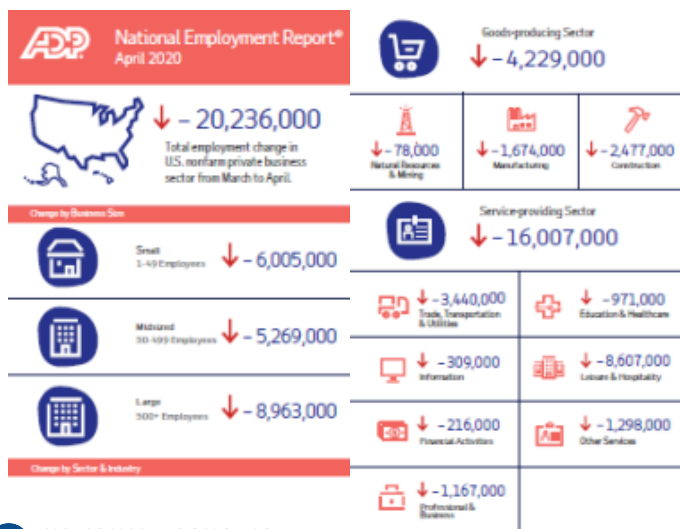 ADP
National Employment Report®
April 2020
- 20,236,000
Total employment change in
U.S. nonfarm private business
sector from March to April.
Change by Business Size
Small
1-49 Employees
- 6,005,000
Midsized
50-499 Employees
- 5,269,000
Large
500+ Employees
- 8,963,000
Change by Sector & Industry
Goods-producing Sector
- 4,229,000
- 78,000
Natural Resources
& Mining
-1,674,000
Manufacturing
-2,477,000
Construction
Service-providing Sector
- 16,007,000
-3,440,000
Trade, Transportation
& Utilities
-971,000
Education & Healthcare
-309,000
Information
-8,607,000
Leisure & Hospitality
-216,000
Financial Activities
-1,298,000
Other Services
-1,167,000
Professional &
Business